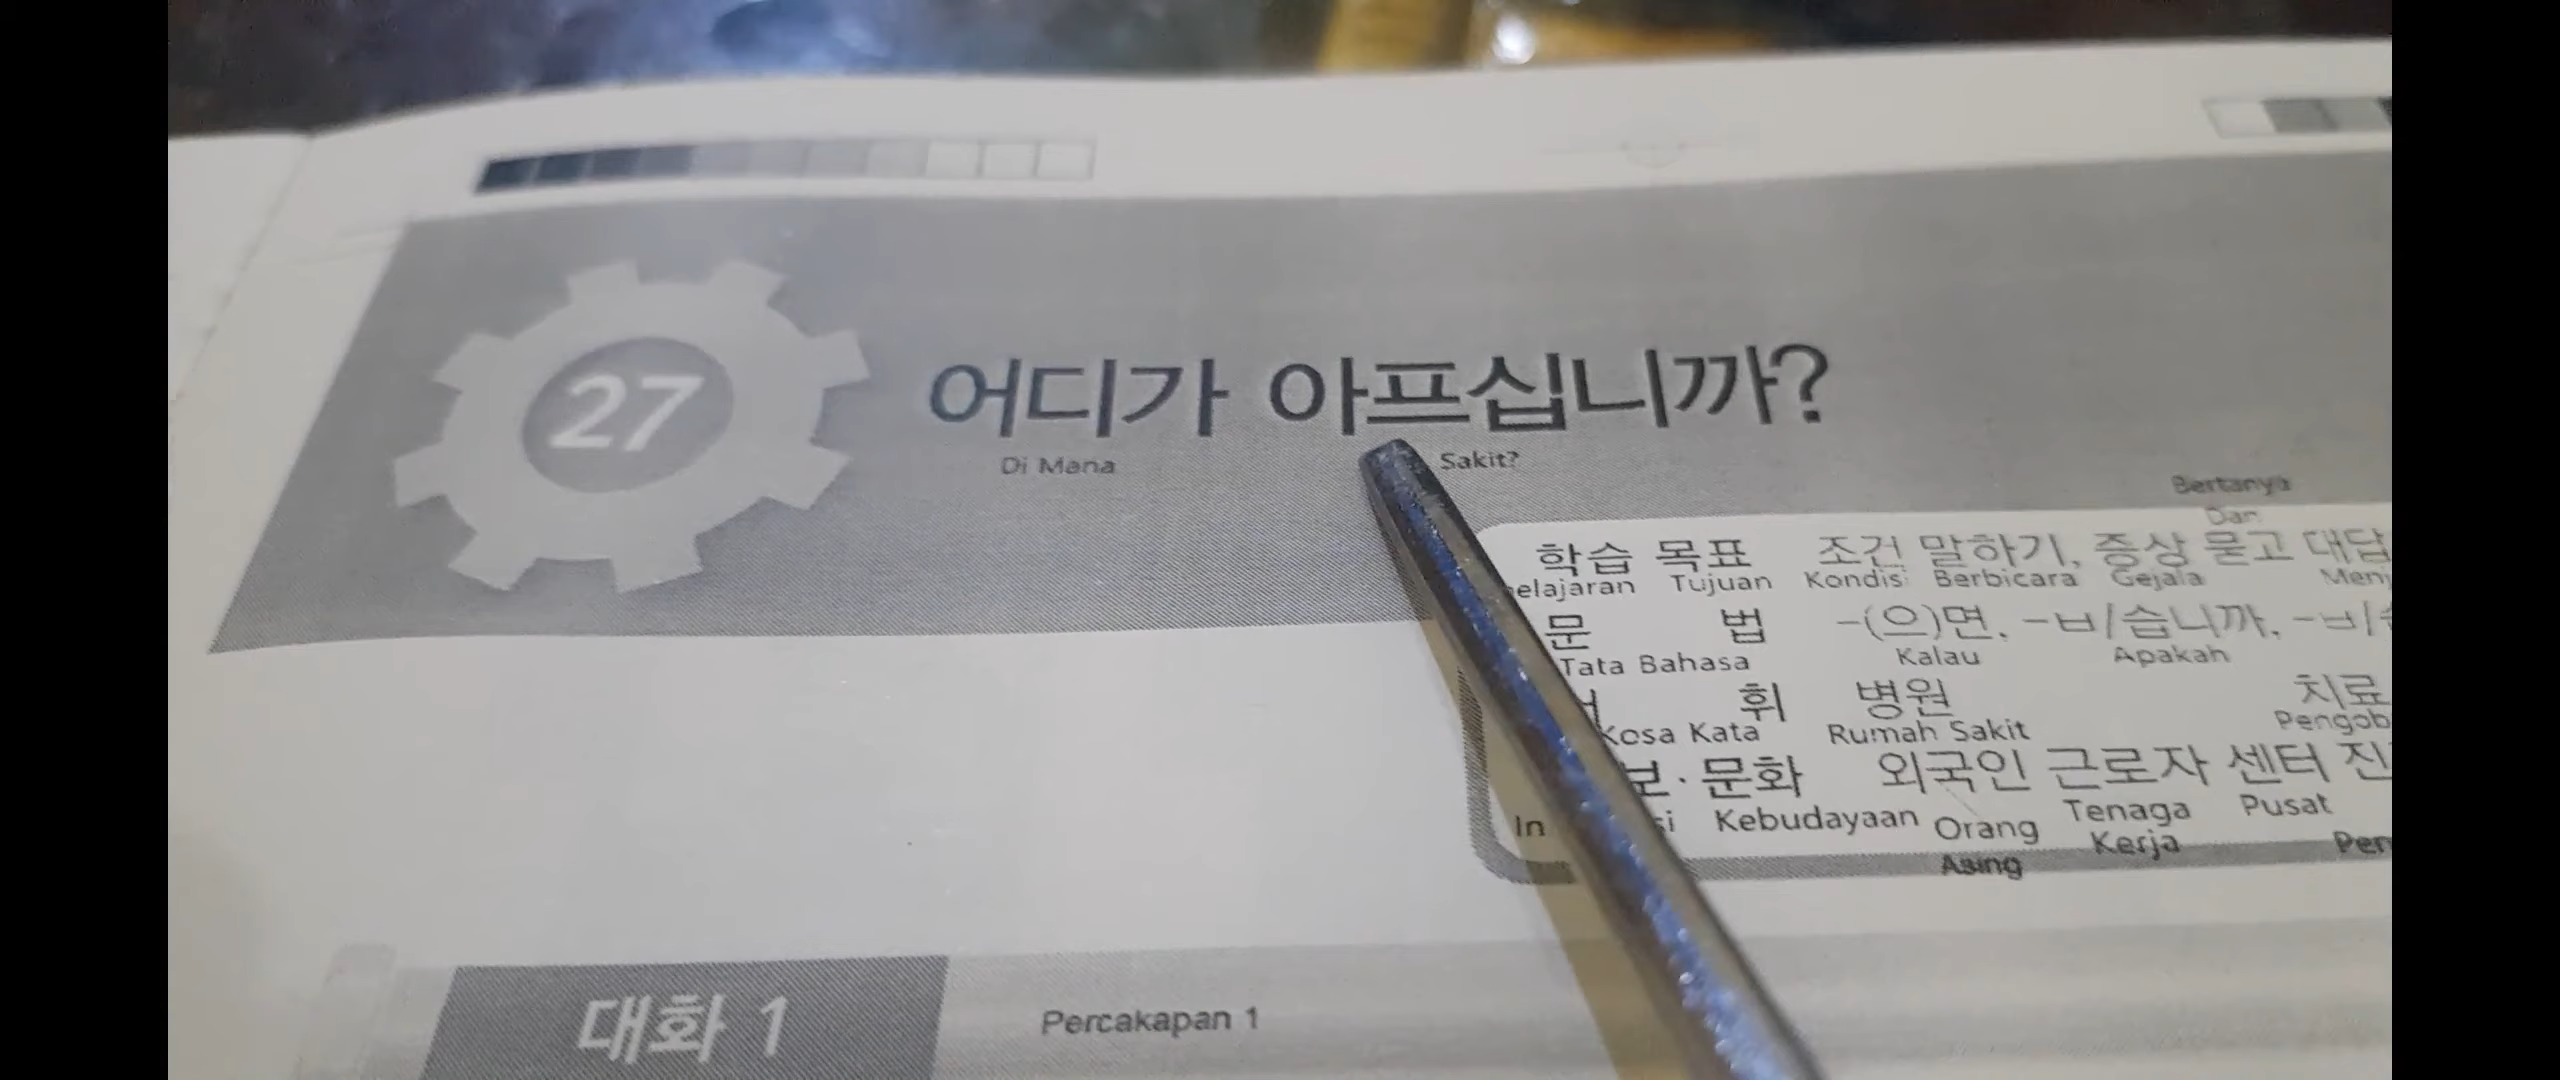 27
어디가 아프십니까?
Di Mana Sakit?
Bertanya
Dan
학습 목표 조건 말하기, 증상 묻고 대답
Tujuan Kondisi Berbicara Gejala
문 법 -(으)면, -ㅂ/습니까, -ㅂ/
Tata Bahasa Kalau Apakah
휘 병원 치료
Kosa Kata Rumah Sakit
보·문화 외국인 근로자 센터
Kebudayaan Orang Tenaga Pusat
Asing Kerja
대화 1 Percakapan 1